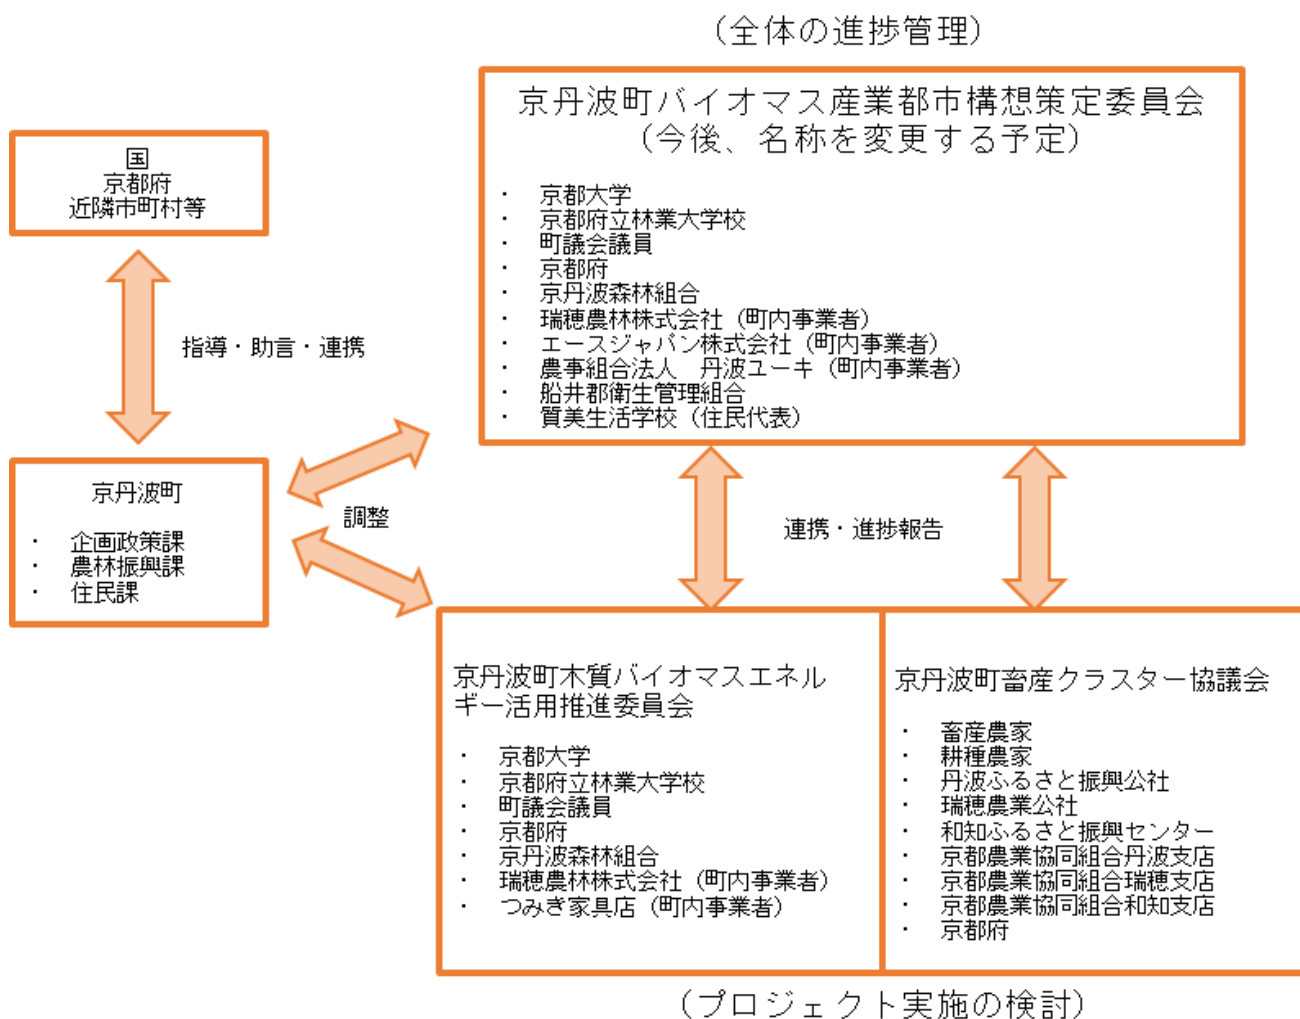 （全体の進捗管理）
京丹波町バイオマス産業都市構想策定委員会
（今後、名称を変更する予定）
・ 京都大学
・ 京都府立林業大学校
・ 町議会議員
・ 京都府
・ 京丹波森林組合
・ 瑞穂農林株式会社（町内事業者）
・ エースジャパン株式会社（町内事業者）
・ 農事組合法人　丹波ユーキ（町内事業者）
・ 船井郡衛生管理組合
・ 質美生活学校（住民代表）
国
京都府
近隣市町村等
指導・助言・連携
京丹波町
・ 企画政策課
・ 農林振興課
・ 住民課
調整
連携・進捗報告
京丹波町木質バイオマスエネル
ギー活用推進委員会
・ 京都大学
・ 京都府立林業大学校
・ 町議会議員
・ 京都府
・ 京丹波森林組合
・ 瑞穂農林株式会社（町内事業者）
・ つみき家具店（町内事業者）
京丹波町畜産クラスター協議会
・ 畜産農家
・ 耕種農家
・ 丹波ふるさと振興公社
・ 瑞穂農業公社
・ 和知ふるさと振興センター
・ 京都農業協同組合丹波支店
・ 京都農業協同組合瑞穂支店
・ 京都農業協同組合和知支店
・ 京都府
（プロジェクト実施の検討）